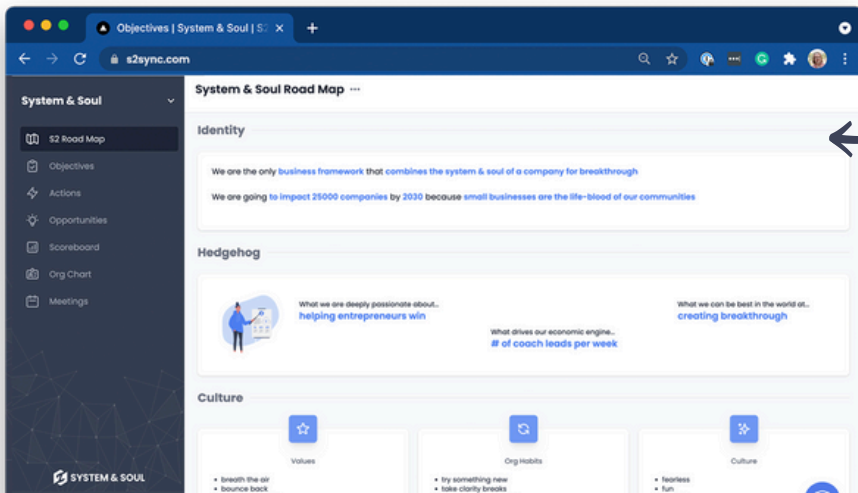 Objectives | System & Soul | S2
s2sync.com
System & Soul
S2 Road Map
Objectives
Actions
Opportunities
Scoreboard
Org Chart
Meetings
SYSTEM & SOUL
System & Soul Road Map ...
Identity
We are the only business framework that combines the system & soul of a company for breakthrough
We are going to impact 25000 companies by 2030 because small businesses are the life-blood of our communities
Hedgehog
What we are deeply passionate about..
helping entrepreneurs win
What drives our economic engine..
# of coach leads per week
What we can be best in the world at..
creating breakthrough
Culture
Values
• breath the air
• bounce back
Org Habits
• try something new
• take clarity breaks
Culture
• fearless
• fun